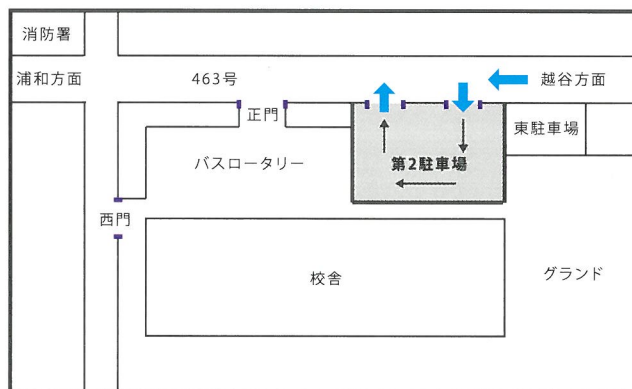 消防署
浦和方面
463号
越谷方面
正門
東駐車場
バスロータリー
第2駐車場
西門
校舎
グランド